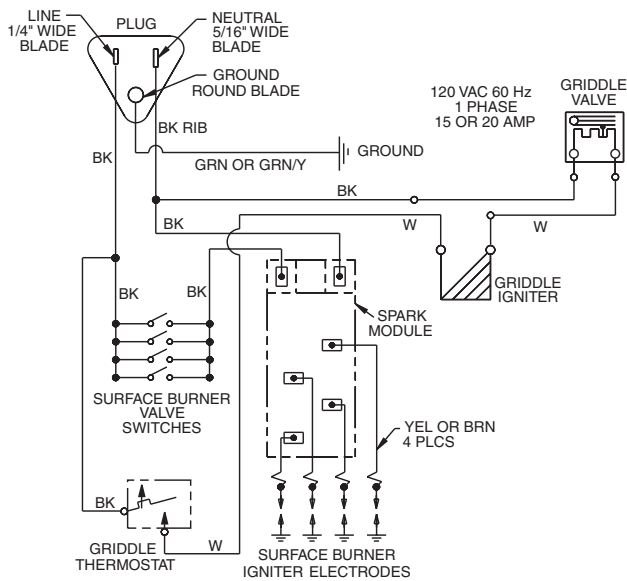 LINE
1/4" WIDE
BLADE
PLUG
NEUTRAL
5/16" WIDE
BLADE
GROUND
ROUND BLADE
120 VAC 60 Hz
1 PHASE
15 OR 20 AMP
GRIDDLE
VALVE
BK RIB
BK
GRN OR GRN/Y
GROUND
BK
BK
W
W
GRIDDLE
IGNITER
BK
BK
SPARK
MODULE
SURFACE BURNER
VALVE
SWITCHES
YEL OR BRN
4 PLCS
BK
GRIDDLE
THERMOSTAT
W
SURFACE BURNER
IGNITER ELECTRODES